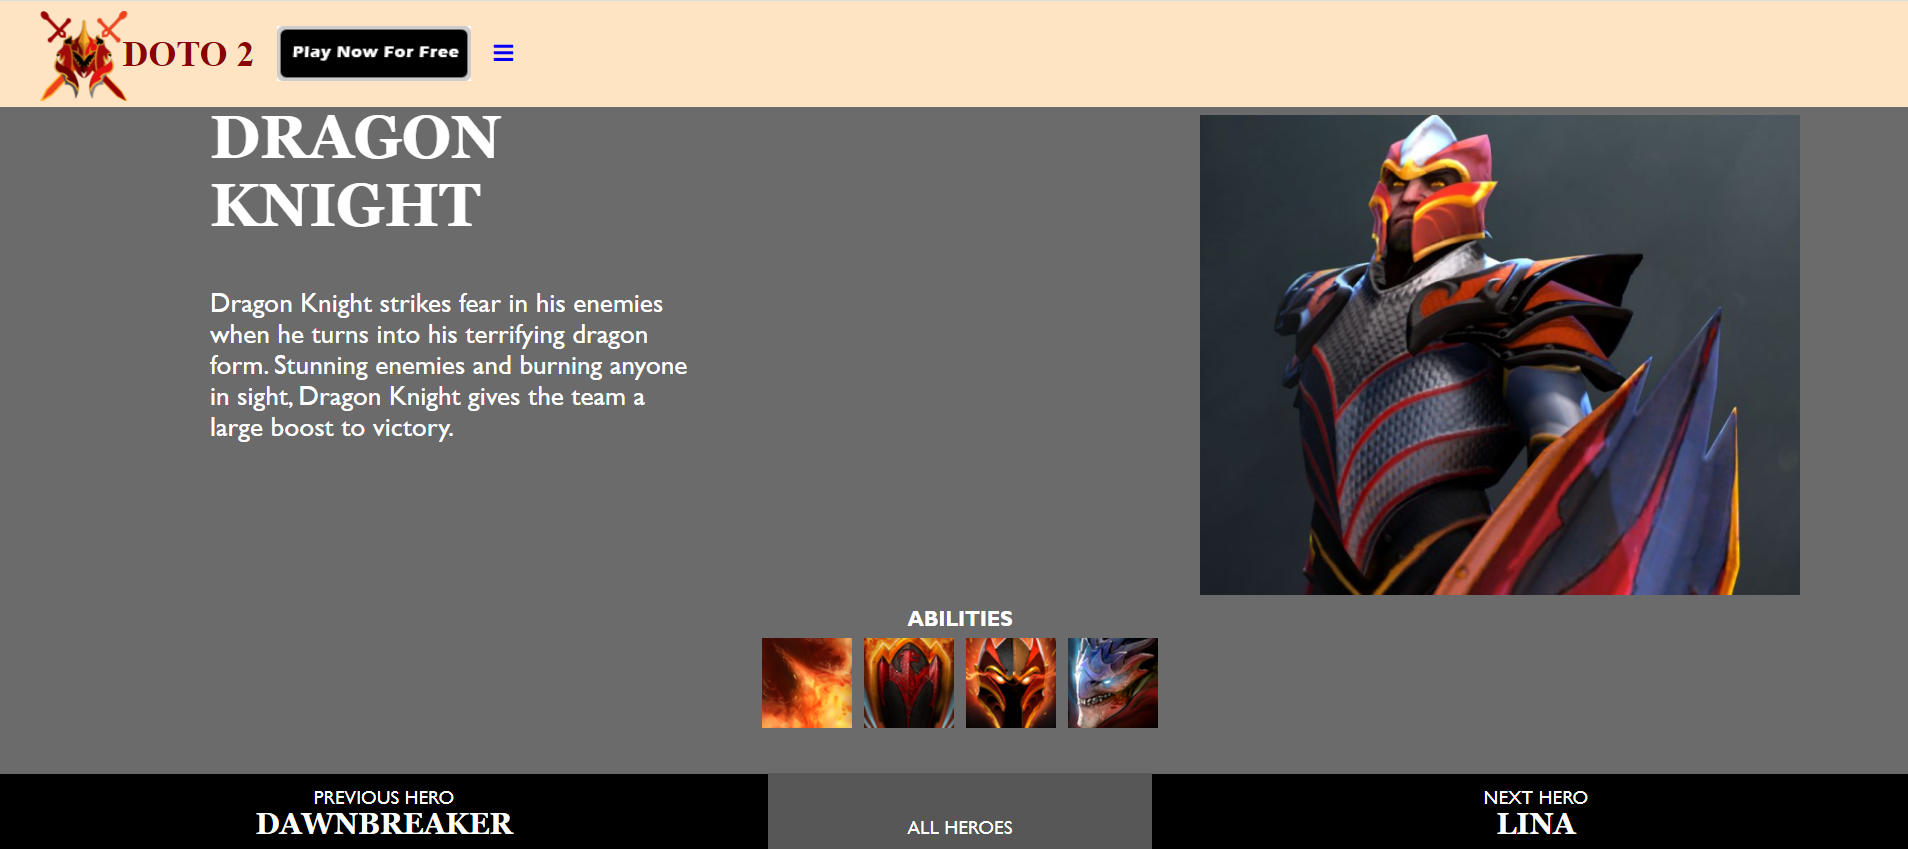 DOTO 2
Play Now For Free
DRAGON
KNIGHT
Dragon Knight strikes fear in his enemies
when he turns into his terrifying dragon
form. Stunning enemies and burning anyone
in sight, Dragon Knight gives the team a
large boost to victory.
ABILITIES
PREVIOUS HERO
DAWNBREAKER
ALL HEROES
NEXT HERO
LINA